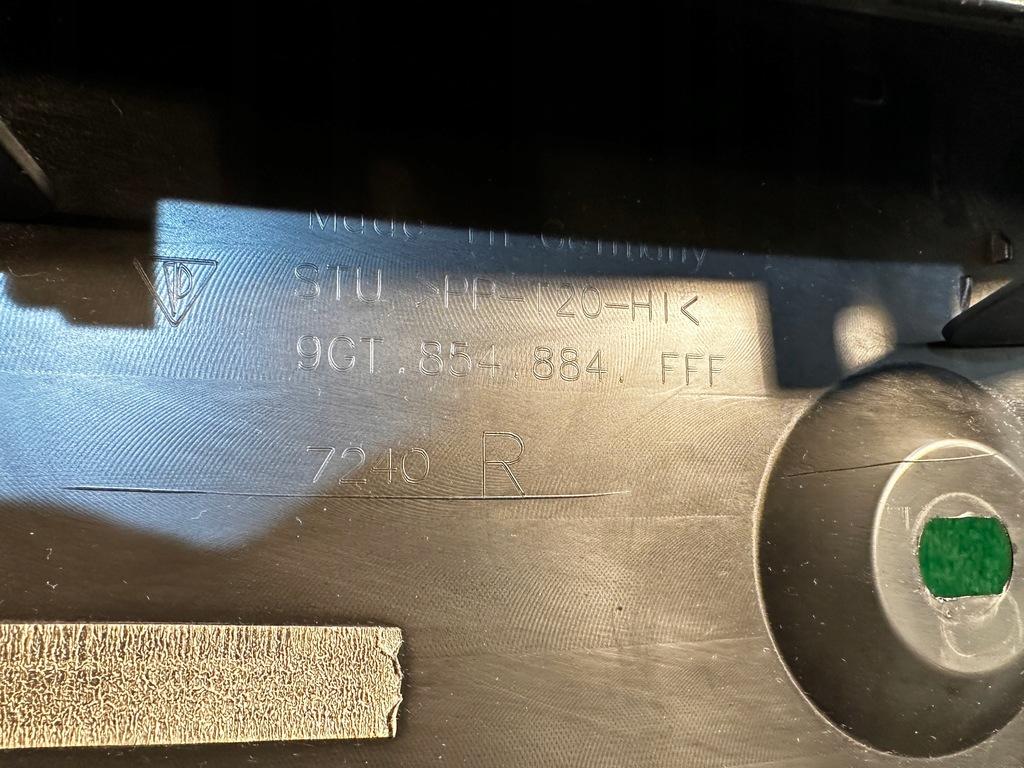 Made in Germany
STU >PP-T20-HI<
9GT.854.884. FFF
7240 R